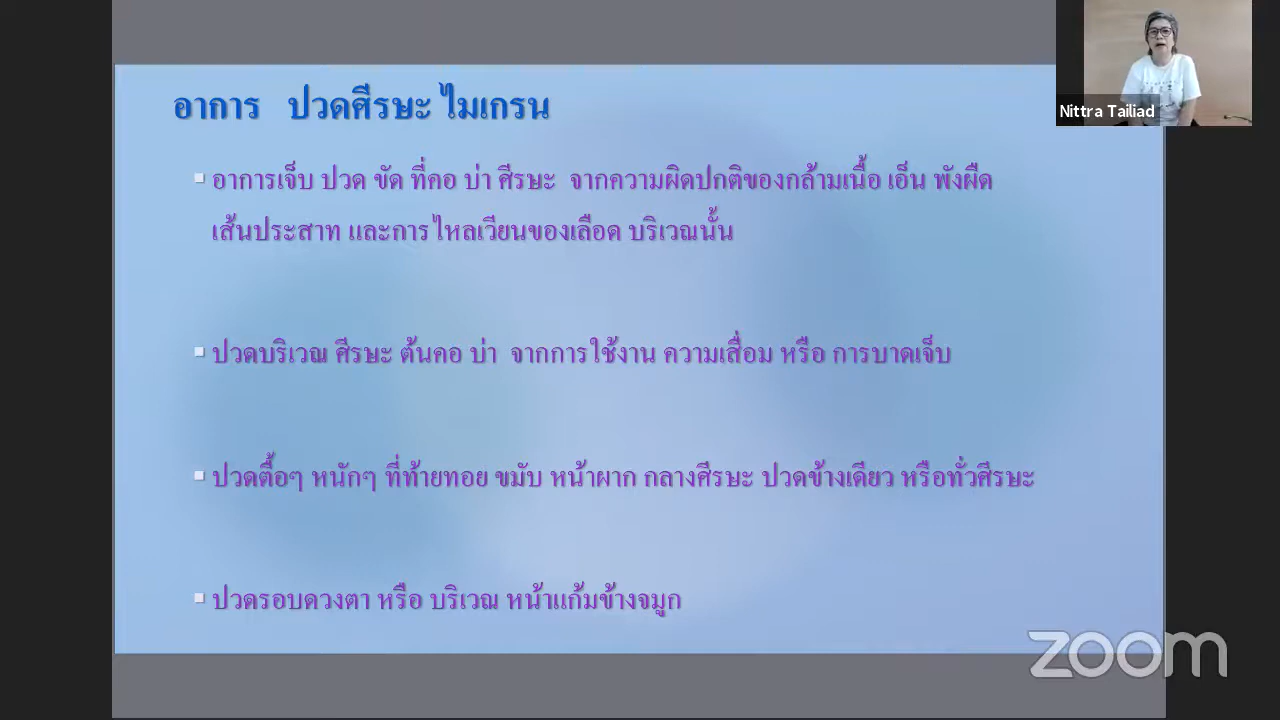 อาการ ปวดศีรษะ ไมเกรน
Nittra Tailiad
▪ อาการเจ็บ ปวด ขัด ที่คอ บ่า ศีรษะ จากความผิดปกติของกล้ามเนื้อ เอ็น พังผืด
เส้นประสาท และการไหลเวียนของเลือด บริเวณนั้น
▪ ปวดบริเวณ ศีรษะ ต้นคอ บ่า จากการใช้งาน ความเสื่อม หรือ การบาดเจ็บ
▪ ปวดตื้อๆ หนักๆ ที่ท้ายทอย ขมับ หน้าผาก กลางศีรษะ ปวดข้างเดียว หรือทั่วศีรษะ
▪ ปวดรอบดวงตา หรือ บริเวณ หน้าแก้มข้างจมูก
zoom